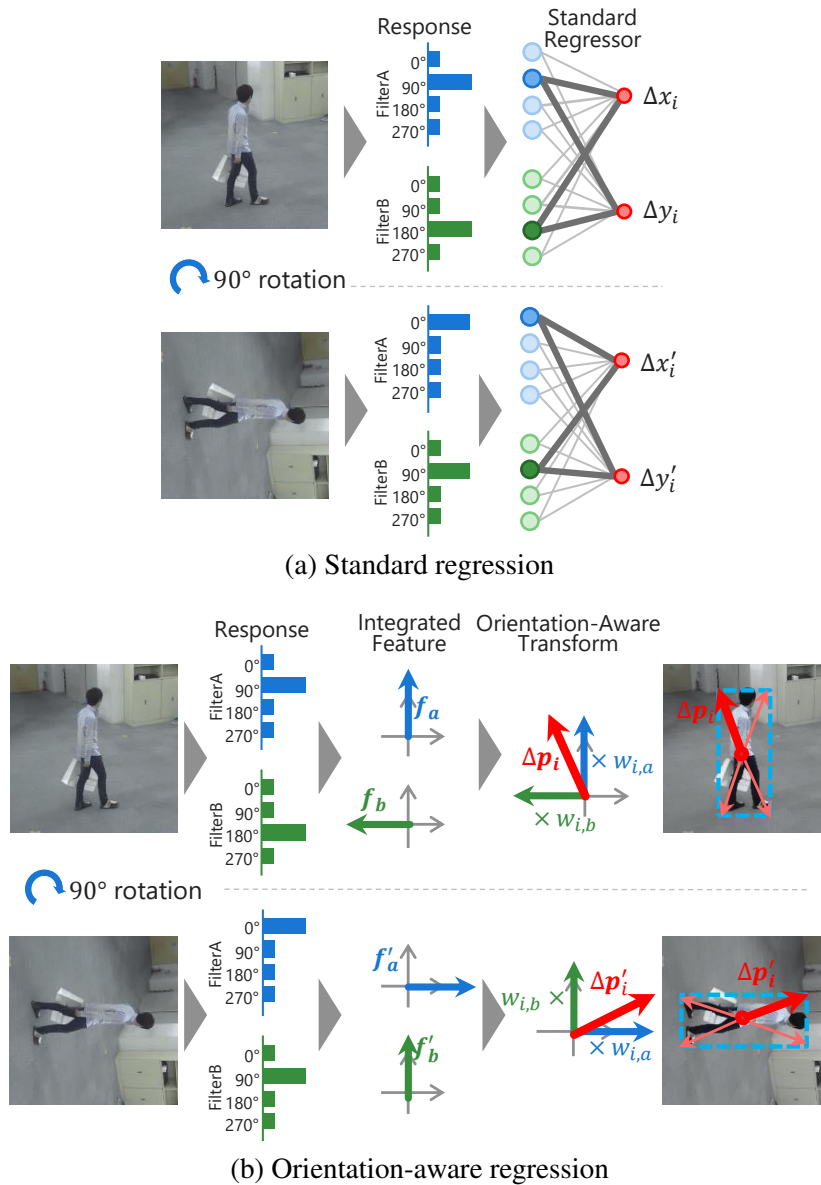 Response
Standard
Regressor
FilterA
0°
90°
180°
270°
FilterB
0°
90°
180°
270°
Δx_i
Δy_i
90° rotation
FilterA
0°
90°
180°
270°
FilterB
0°
90°
180°
270°
Δx′_i
Δy′_i
(a) Standard regression
Response
Integrated
Feature
Orientation-Aware
Transform
FilterA
0°
90°
180°
270°
FilterB
0°
90°
180°
270°
f_a
f_b
Δp_i
× w_{i,a}
× w_{i,b}
Δp_i
90° rotation
FilterA
0°
90°
180°
270°
FilterB
0°
90°
180°
270°
f′_a
f′_b
w_{i,b} ×
Δp′_i
× w_{i,a}
Δp′_i
(b) Orientation-aware regression